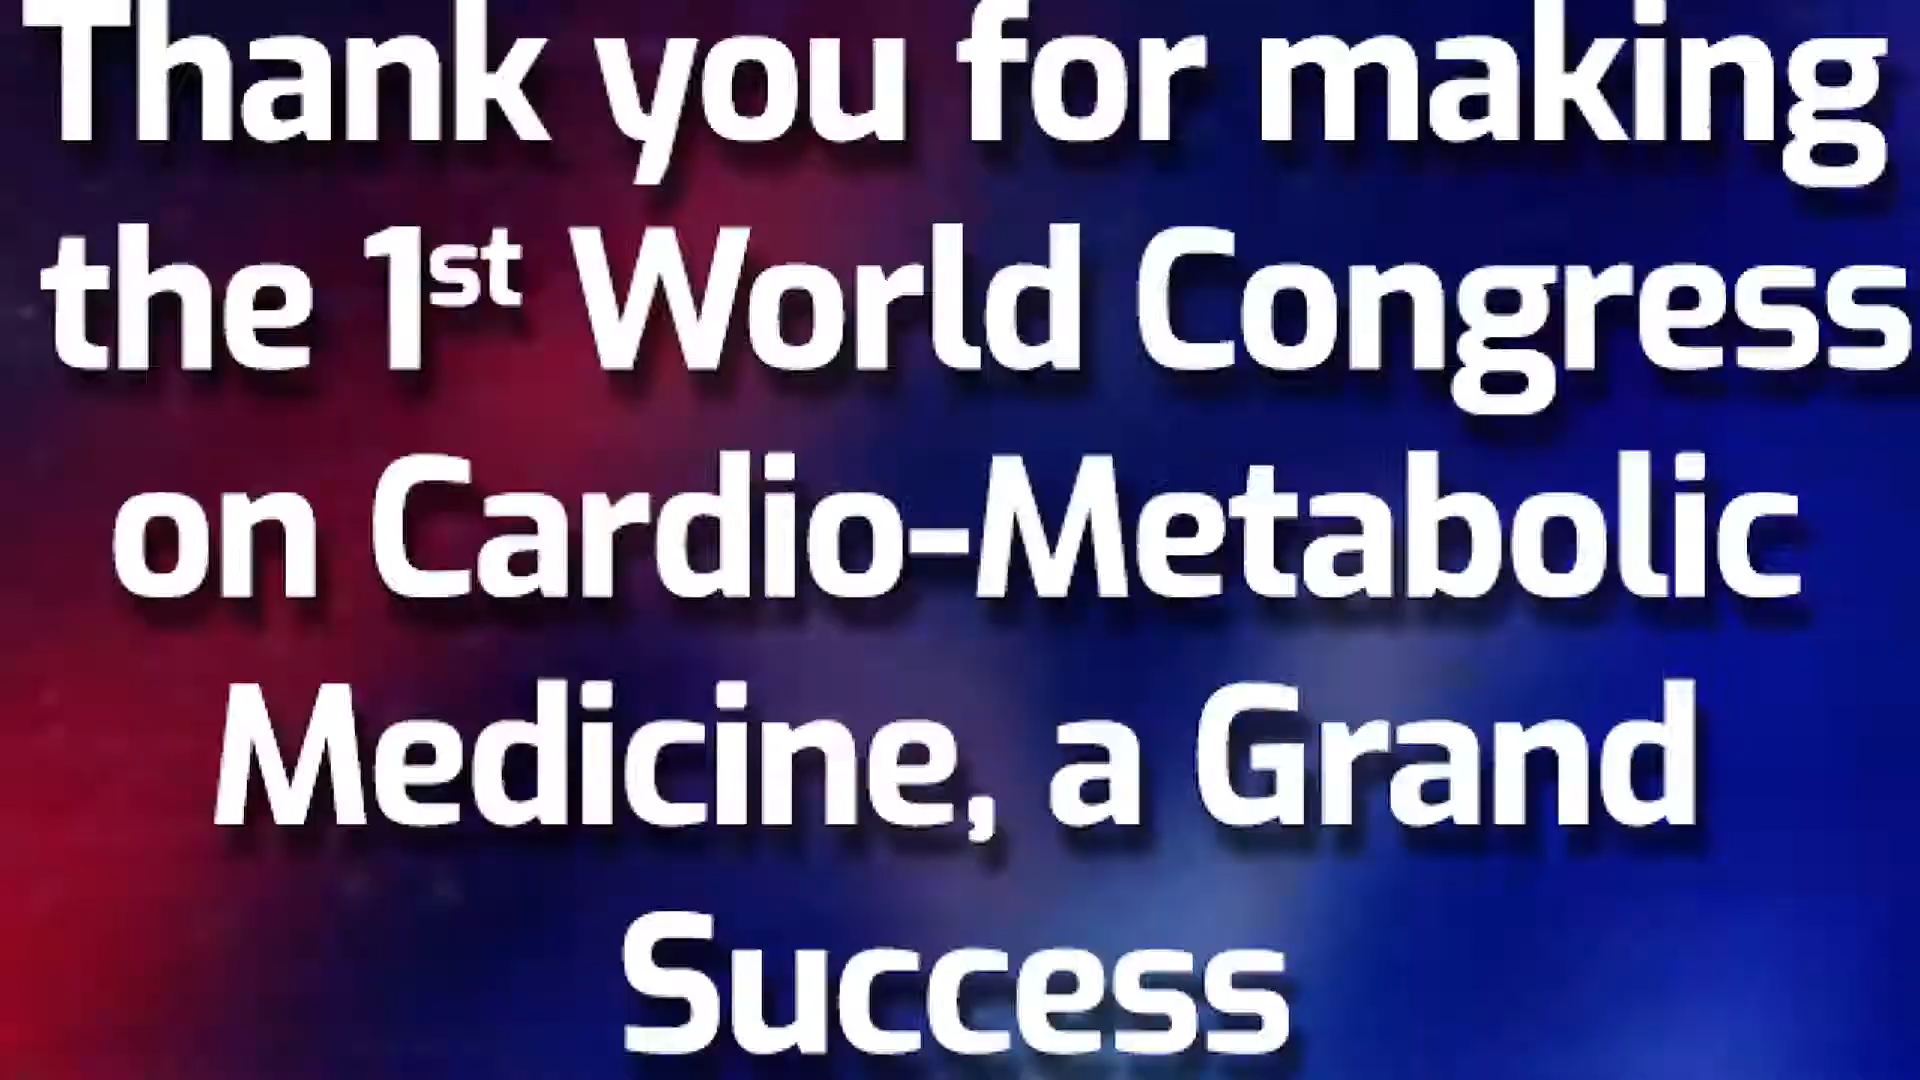 Thank you for making
the 1st World Congress
on Cardio-Metabolic
Medicine, a Grand
Success